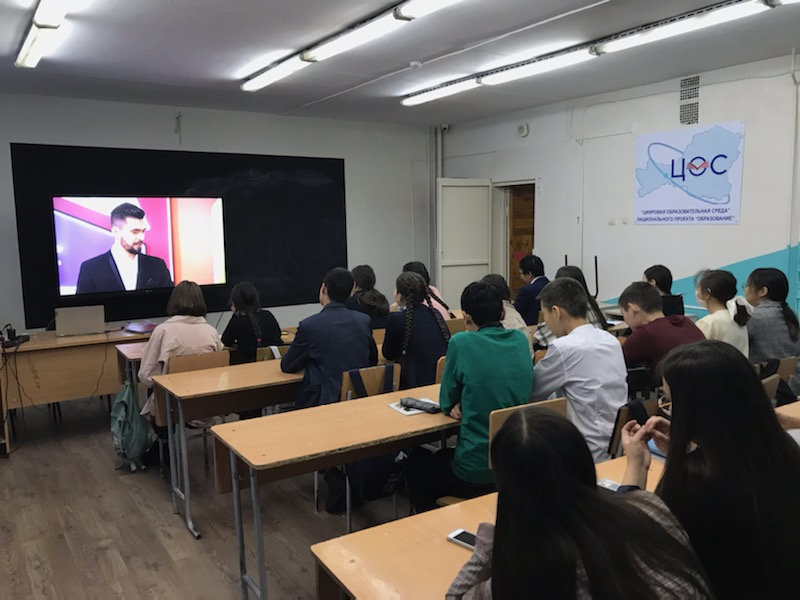 ЦОС
"ЦИФРОВАЯ ОБРАЗОВАТЕЛЬНАЯ СРЕДА"
НАЦИОНАЛЬНОГО ПРОЕКТА "ОБРАЗОВАНИЕ"